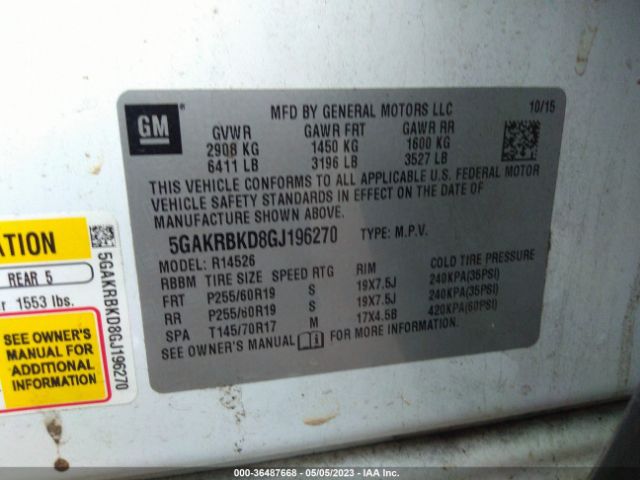 GM
MFD BY GENERAL MOTORS LLC 10/15
GVWR GAWR FRT GAWR RR
2908 KG 1450 KG 1600 KG
6411 LB 3196 LB 3527 LB
THIS VEHICLE CONFORMS TO ALL APPLICABLE U.S. FEDERAL MOTOR
VEHICLE SAFETY STANDARDS IN EFFECT ON THE DATE OF
MANUFACTURE SHOWN ABOVE.
5GAKRBKD8GJ196270 TYPE: M.P.V.
MODEL: R14526
RBBM TIRE SIZE SPEED RTG RIM COLD TIRE PRESSURE
FRT P255/60R19 S 19X7.5J 240KPA(35PSI)
RR P255/60R19 S 19X7.5J 240KPA(35PSI)
SPA T145/70R17 M 17X4.5B 420KPA(60PSI)
SEE OWNER'S MANUAL FOR MORE INFORMATION.
ATION
REAR 5
r 1553 lbs.
SEE OWNER'S
MANUAL FOR
ADDITIONAL
INFORMATION
5GAKRBKD8GJ196270
000-36487668 - 05/05/2023 - IAA Inc.